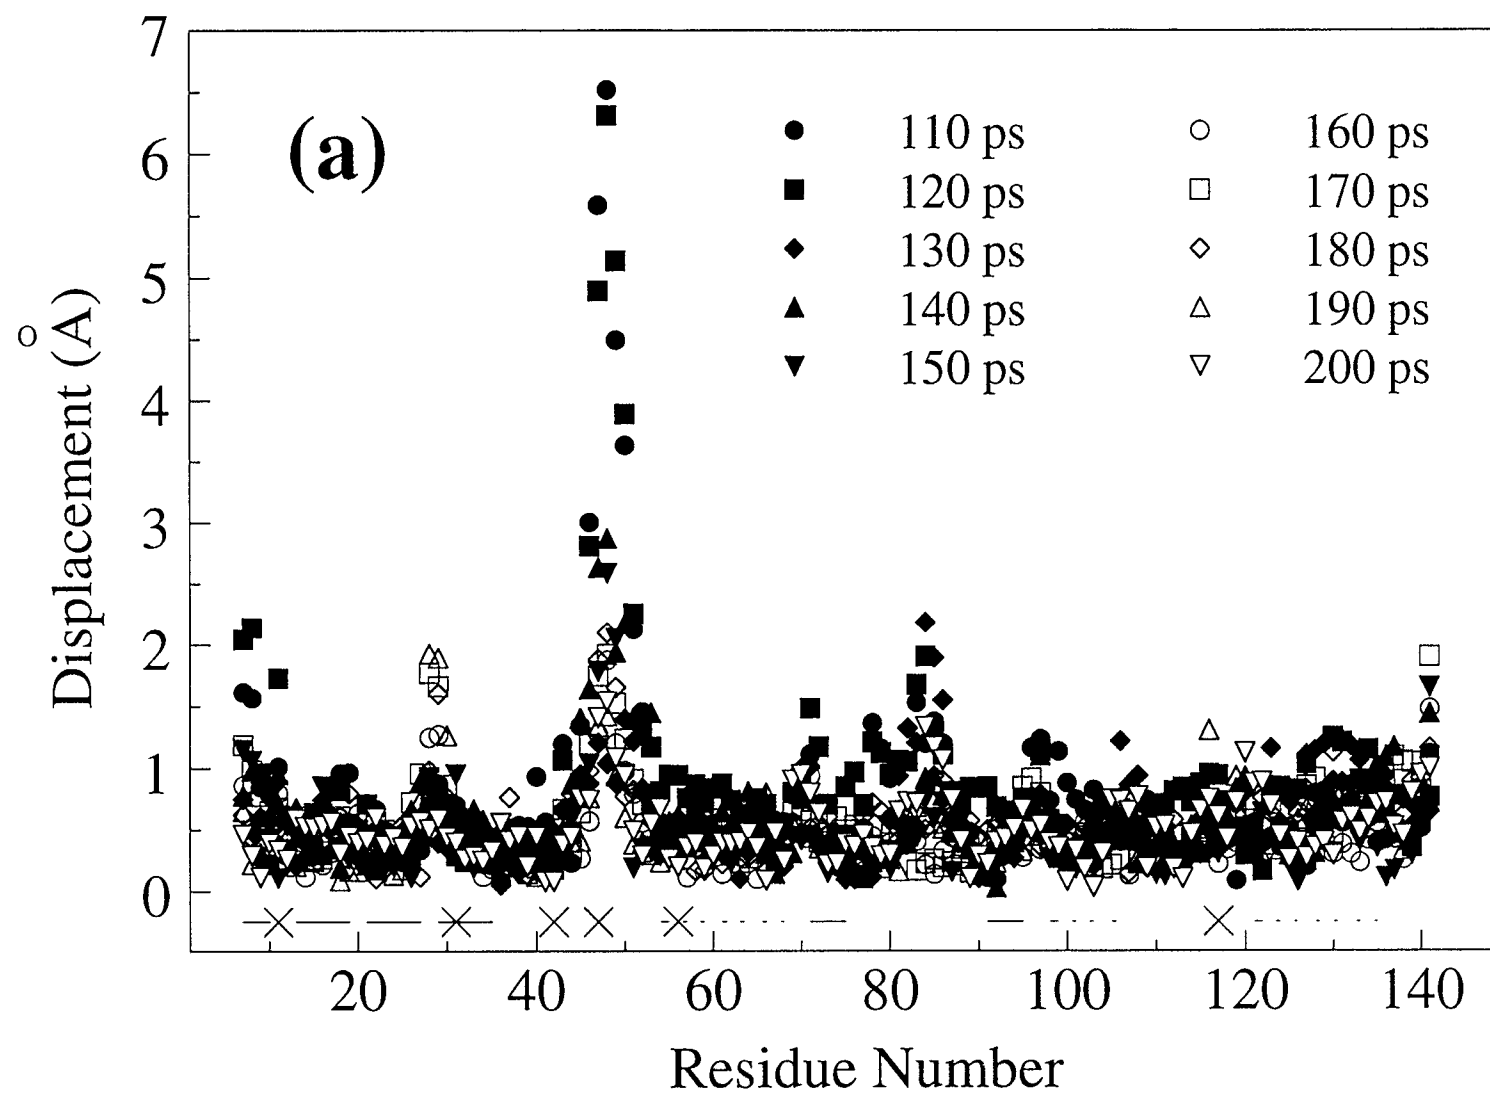 (a)
110 ps
120 ps
130 ps
140 ps
150 ps
160 ps
170 ps
180 ps
190 ps
200 ps
Displacement (Å)
7
6
5
4
3
2
1
0
20 40 60 80 100 120 140
Residue Number